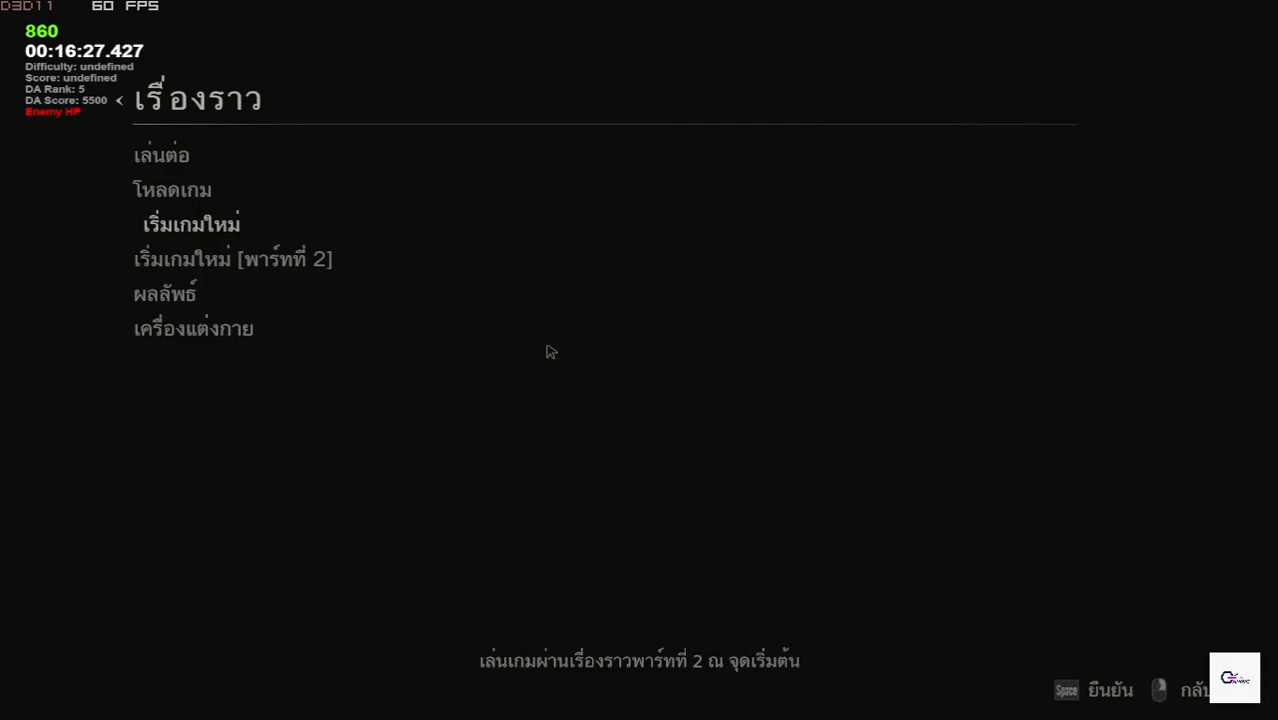 D3D11 60 FPS
860
00:16:27.427
Difficulty: undefined
Score: undefined
DA Rank: 5
DA Score: 5500
Enemy HP
เรื่องราว
เล่นต่อ
โหลดเกม
เริ่มเกมใหม่
เริ่มเกมใหม่ [พาร์ทที่ 2]
ผลลัพธ์
เครื่องแต่งกาย
เล่นเกมผ่านเรื่องราวพาร์ทที่ 2 ณ จุดเริ่มต้น
Space ยืนยัน